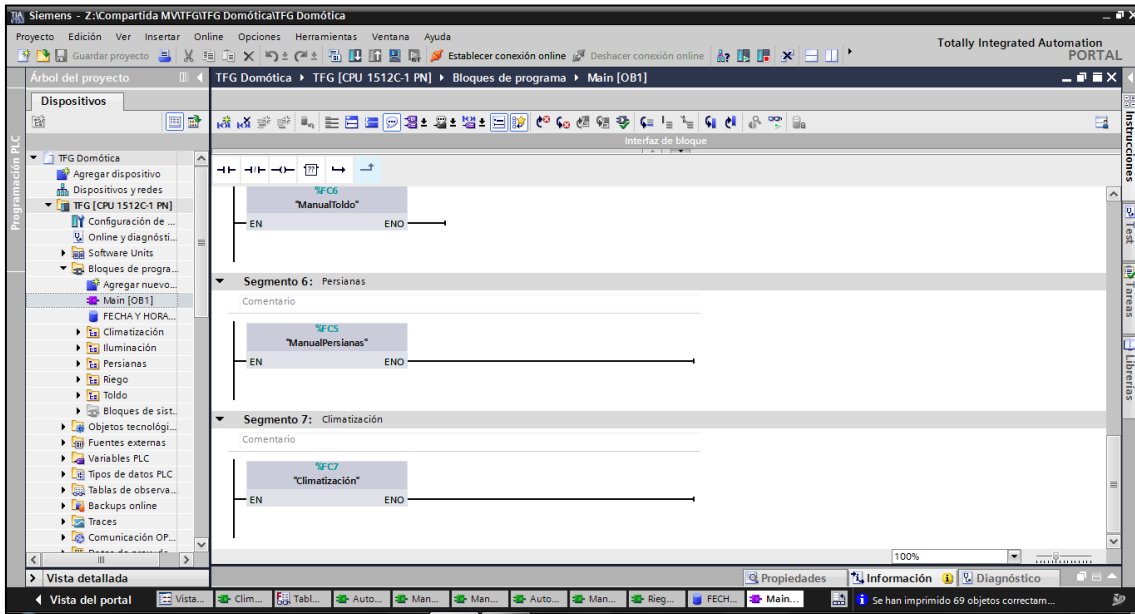 Siemens - Z:\Compartida MV\TFG\TFG Domótica\TFG Domótica
Proyecto Edición Ver Insertar Online Opciones Herramientas Ventana Ayuda
Totally Integrated Automation
PORTAL
Guardar proyecto
Establecer conexión online
Deshacer conexión online
Árbol del proyecto
TFG Domótica
TFG [CPU 1512C-1 PN]
Bloques de programa
Main [OB1]
Dispositivos
Programación PLC
Interfaz de bloque
TFG Domótica
Agregar dispositivo
Dispositivos y redes
TFG [CPU 1512C-1 PN]
Configuración de ...
Online y diagnósti...
Software Units
Bloques de progra...
Agregar nuevo...
Main [OB1]
FECHA Y HORA...
Climatización
Iluminación
Persianas
Riego
Toldo
Bloques de sist...
Objetos tecnológi...
Fuentes externas
Variables PLC
Tipos de datos PLC
Tablas de observa...
Backups online
Traces
Comunicación OP...
Vista detallada
??
%FC6
"ManualToldo"
EN ENO
Segmento 6: Persianas
Comentario
%FC5
"ManualPersianas"
EN ENO
Segmento 7: Climatización
Comentario
%FC7
"Climatización"
EN ENO
100%
Instrucciones
Test
Tareas
Librerías
Propiedades
Información
Diagnóstico
Vista del portal
Vista...
Clim...
Tabl...
Auto...
Man...
Man...
Auto...
Man...
Rieg...
FECH...
Main...
Se han imprimido 69 objetos correctam...